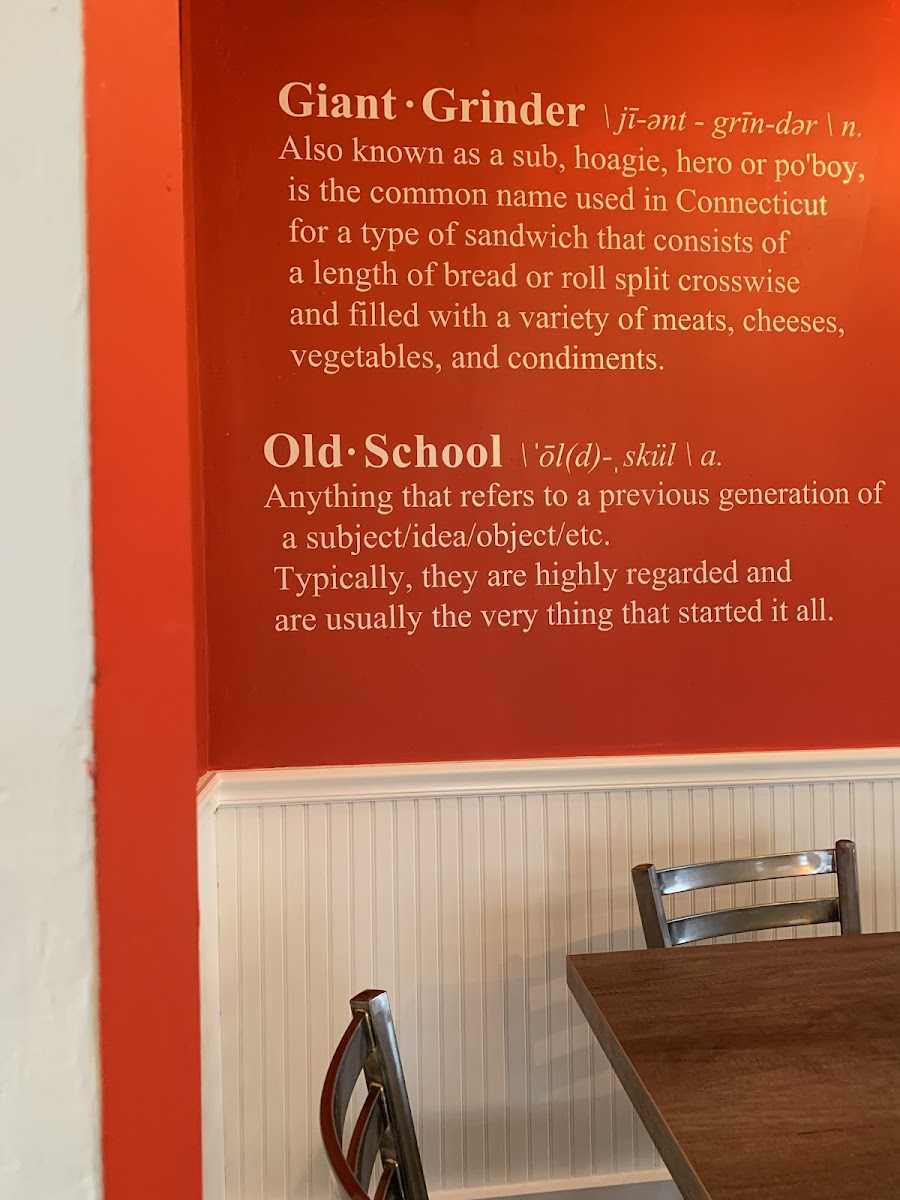 Giant · Grinder \ jī-ənt - grīn-dər \ n.
Also known as a sub, hoagie, hero or po'boy,
is the common name used in Connecticut
for a type of sandwich that consists of
a length of bread or roll split crosswise
and filled with a variety of meats, cheeses,
vegetables, and condiments.
Old · School \ ˈōl(d)-ˌskül \ a.
Anything that refers to a previous generation of
a subject/idea/object/etc.
Typically, they are highly regarded and
are usually the very thing that started it all.